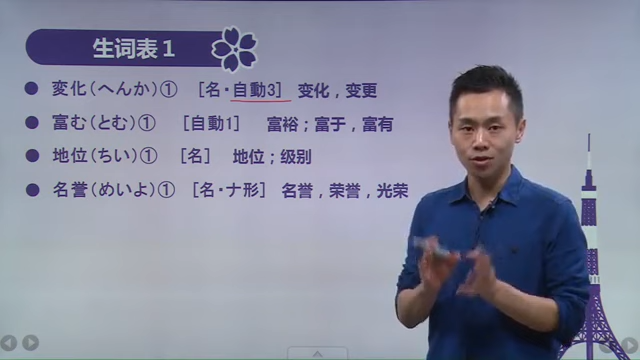 生词表1
● 変化（へんか）① ［名・自動3］ 变化，变更
● 富む（とむ）① ［自動1］ 富裕；富于，富有
● 地位（ちい）① ［名］ 地位；级别
● 名誉（めいよ）① ［名・ナ形］ 名誉，荣誉，光荣